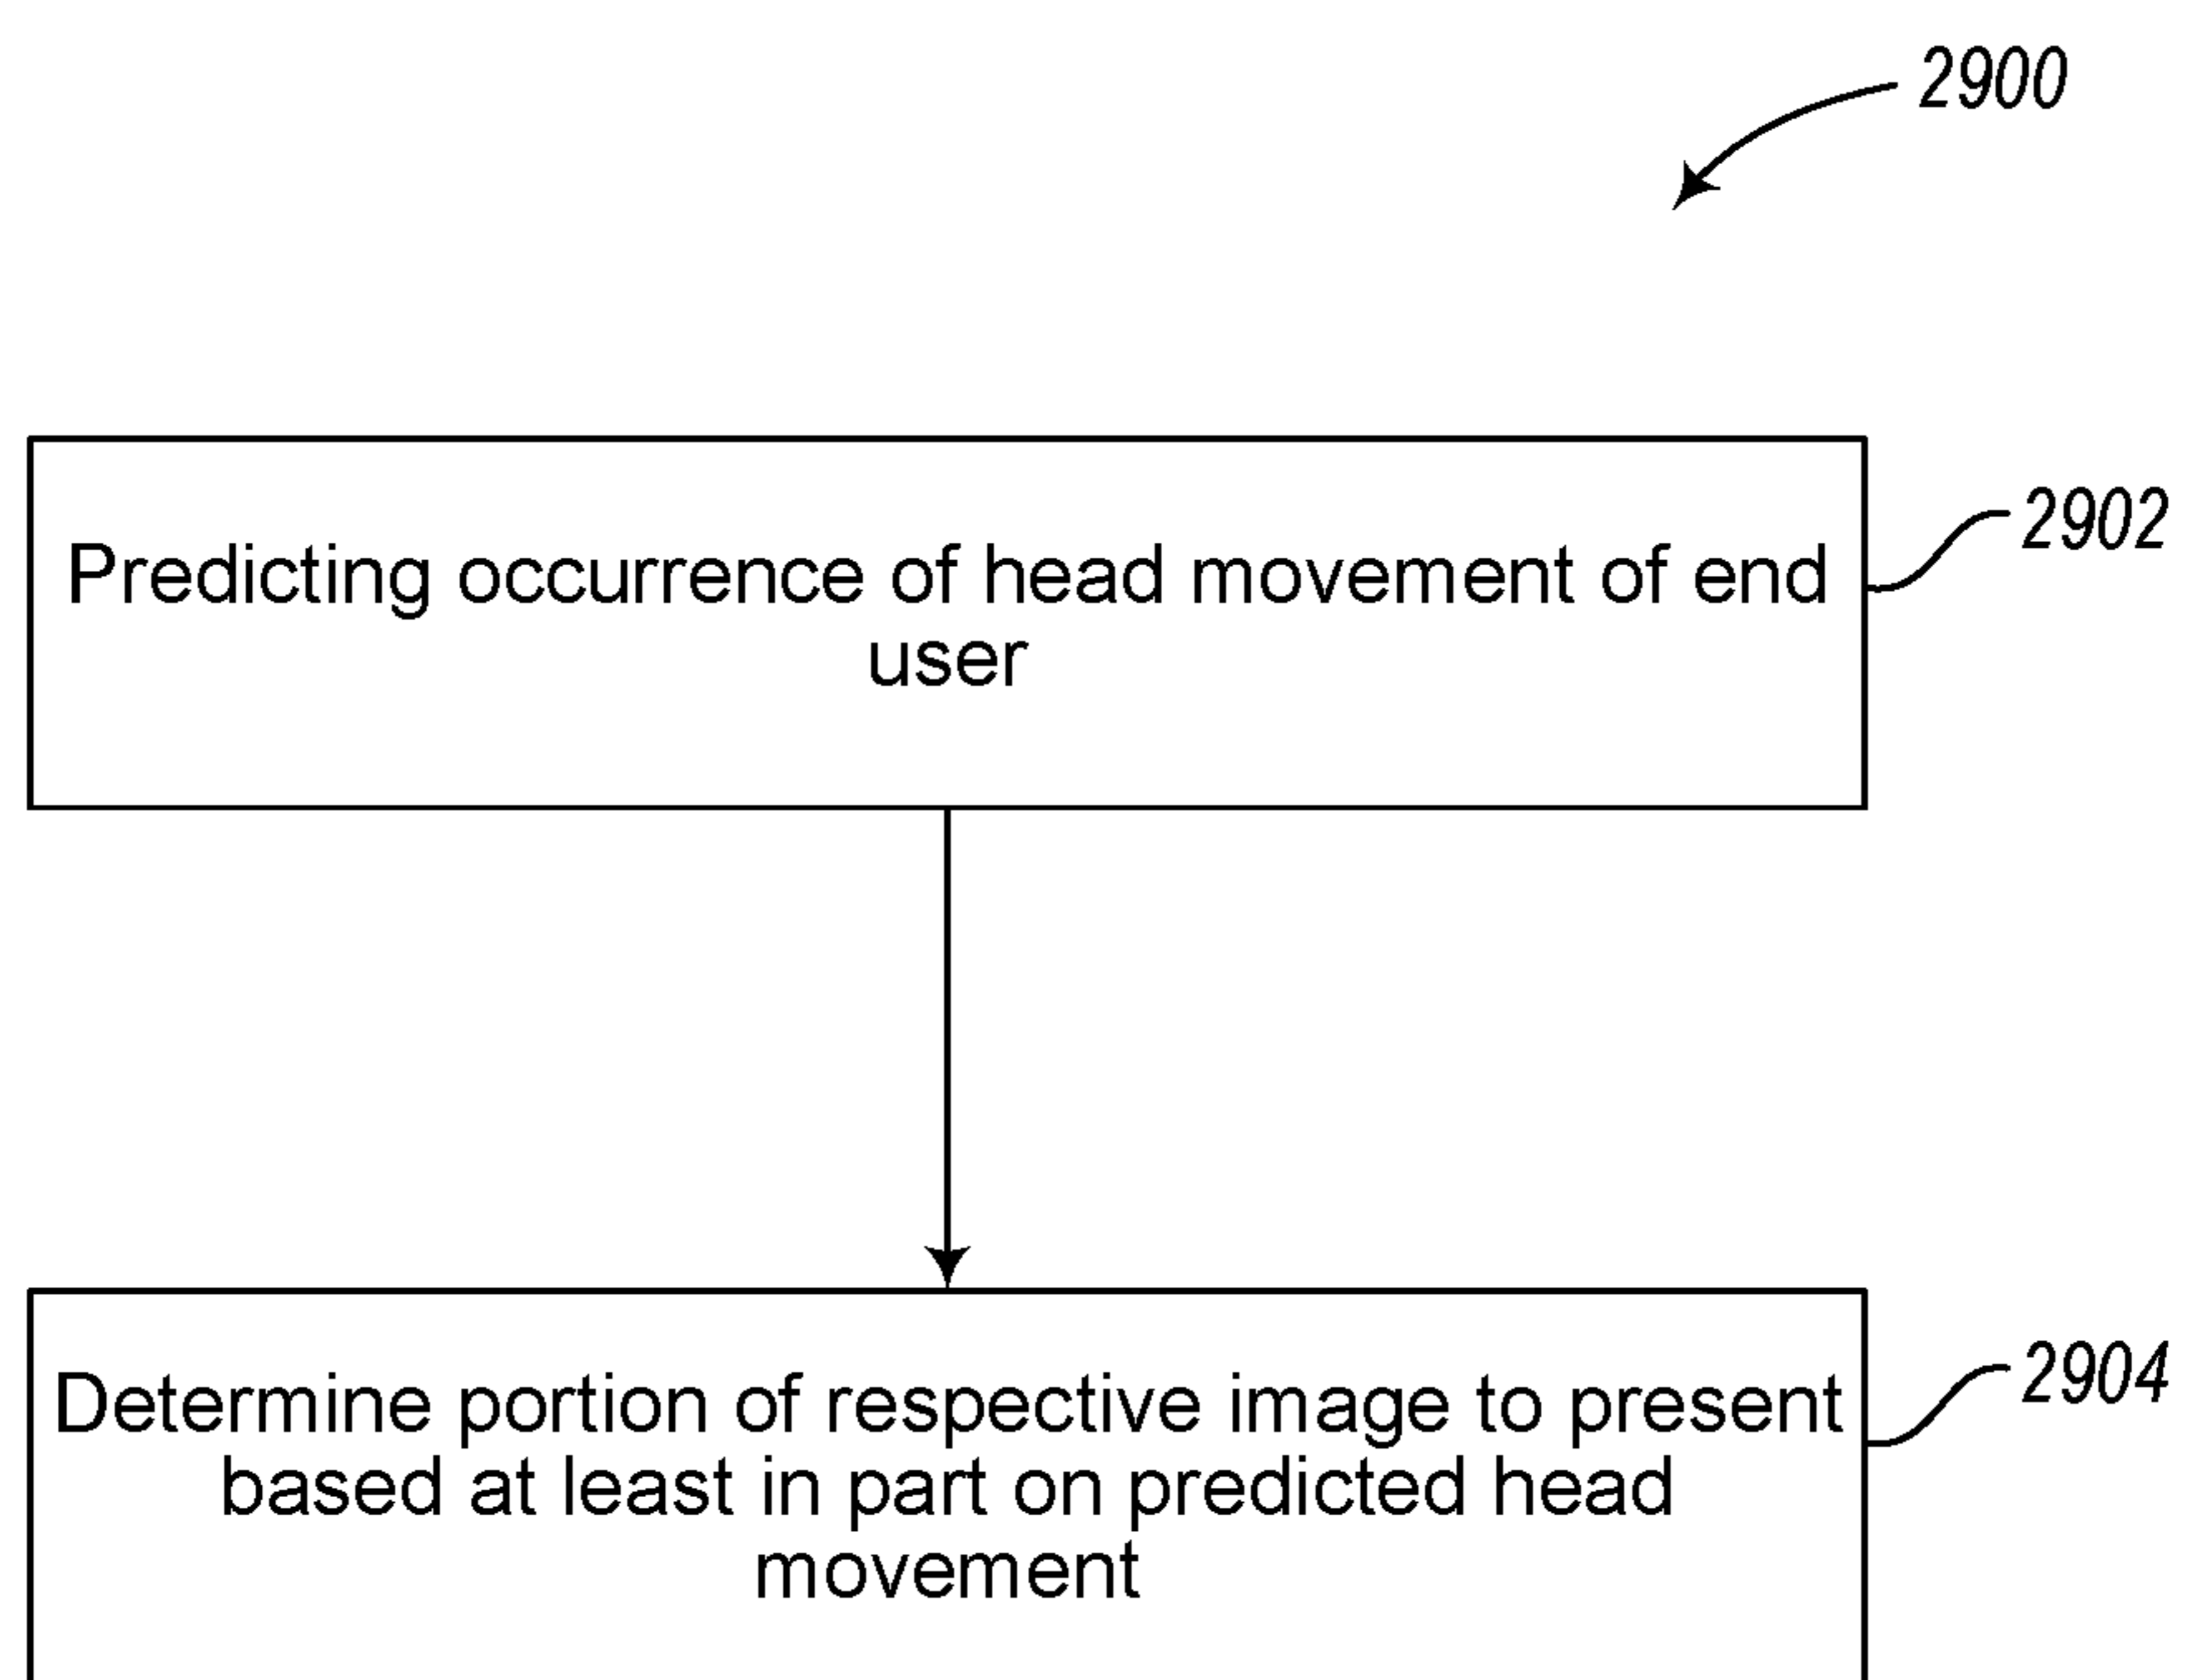 2900
Predicting occurrence of head movement of end
user
2902
Determine portion of respective image to present
based at least in part on predicted head
movement
2904